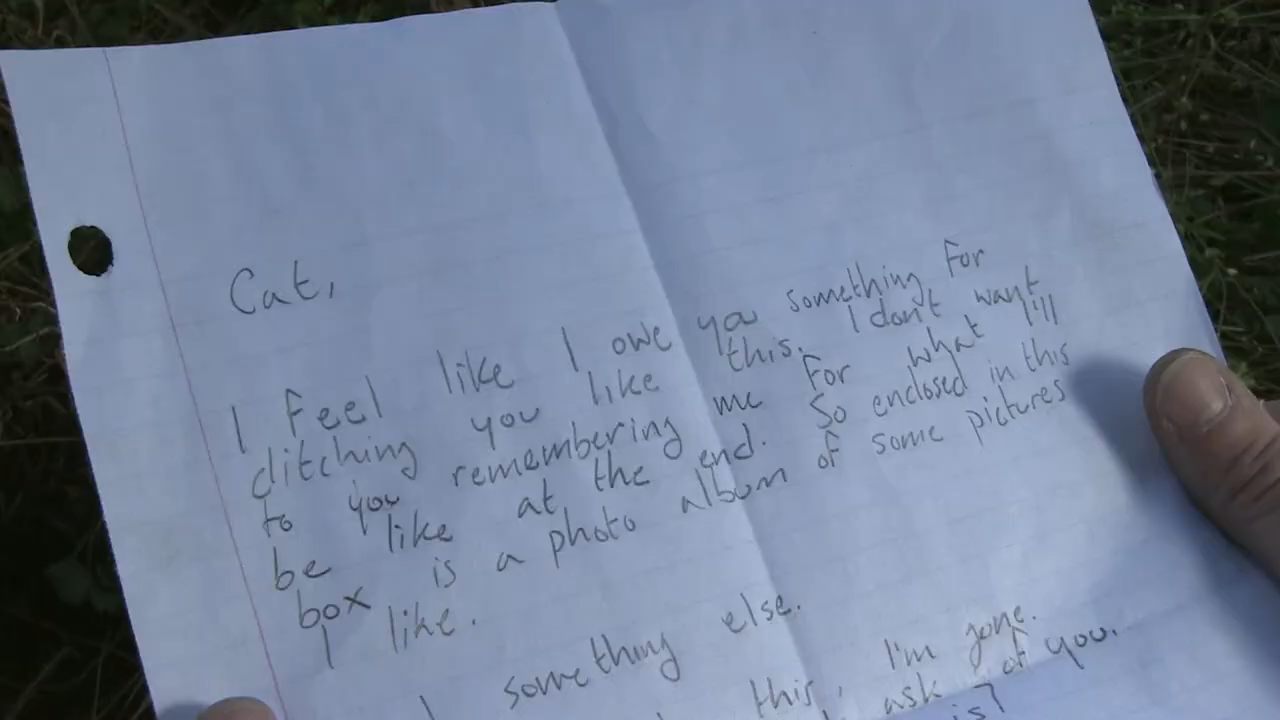 Cat,
I feel like I owe you something for
ditching you like this. I don't want
to you remembering me for what I'll
be like at the end. So enclosed in this
box is a photo album of some pictures
I like.
something else.
this, I'm gone.
ask of you.
is?